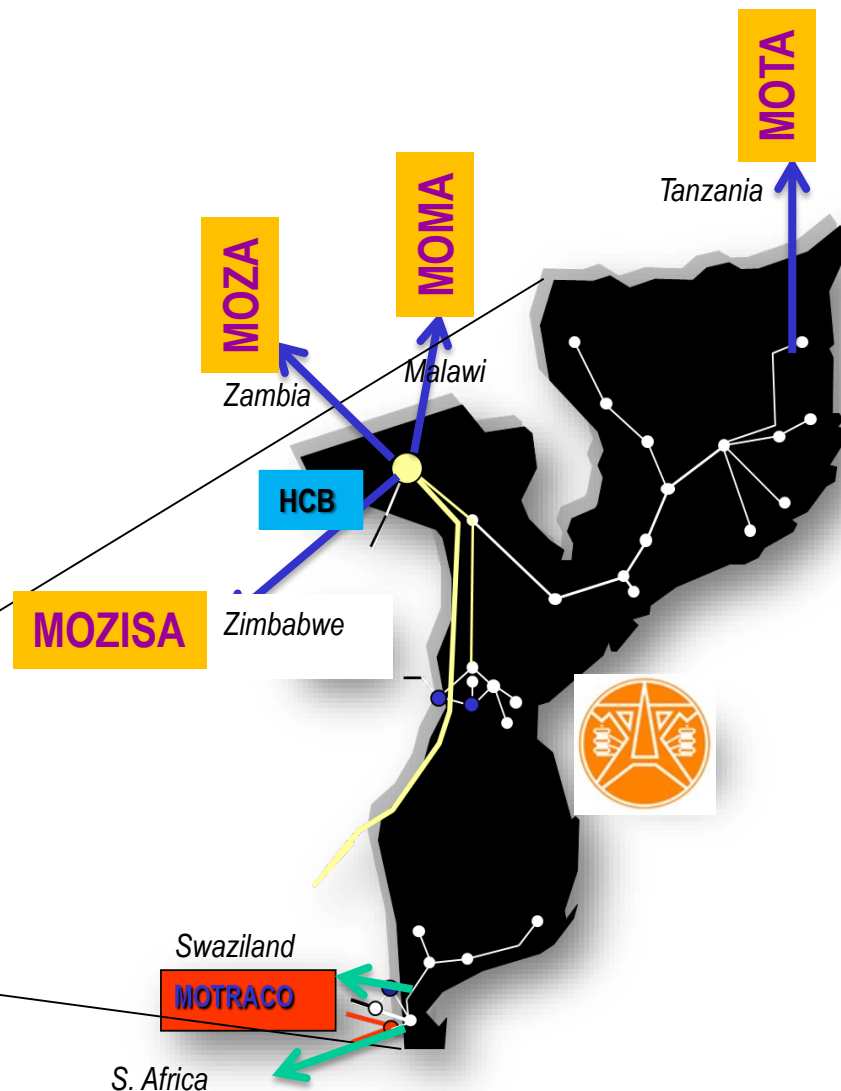 MOTA
Tanzania
MOMA
MOZA
Malawi
Zambia
HCB
MOZISA
Zimbabwe
Swaziland
MOTRACO
S. Africa